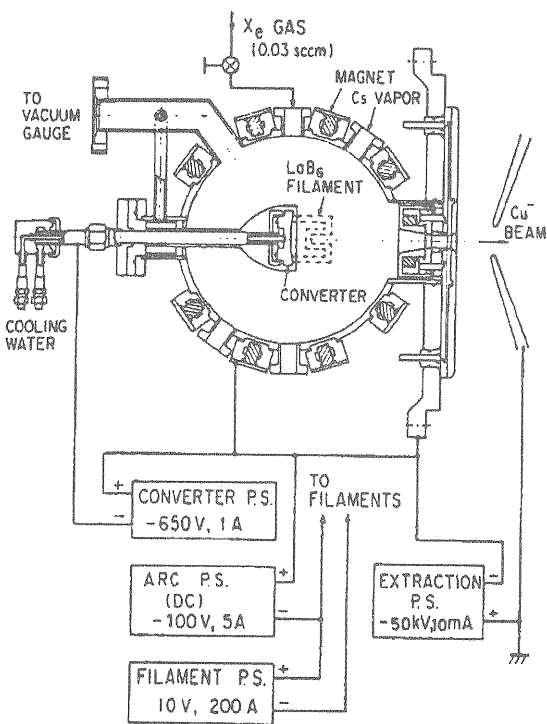 Xe GAS
(0.03 sccm)
TO
VACUUM
GAUGE
MAGNET
Cs VAPOR
LaB6
FILAMENT
Cu-
BEAM
CONVERTER
COOLING
WATER
+
CONVERTER P.S.
-
-650V, 1A
TO
FILAMENTS
ARC P.S.
+
(DC)
-
-100V, 5A
EXTRACTION
-
P.S.
+
-50kV, 10mA
FILAMENT P.S.
+
10V, 200A
-